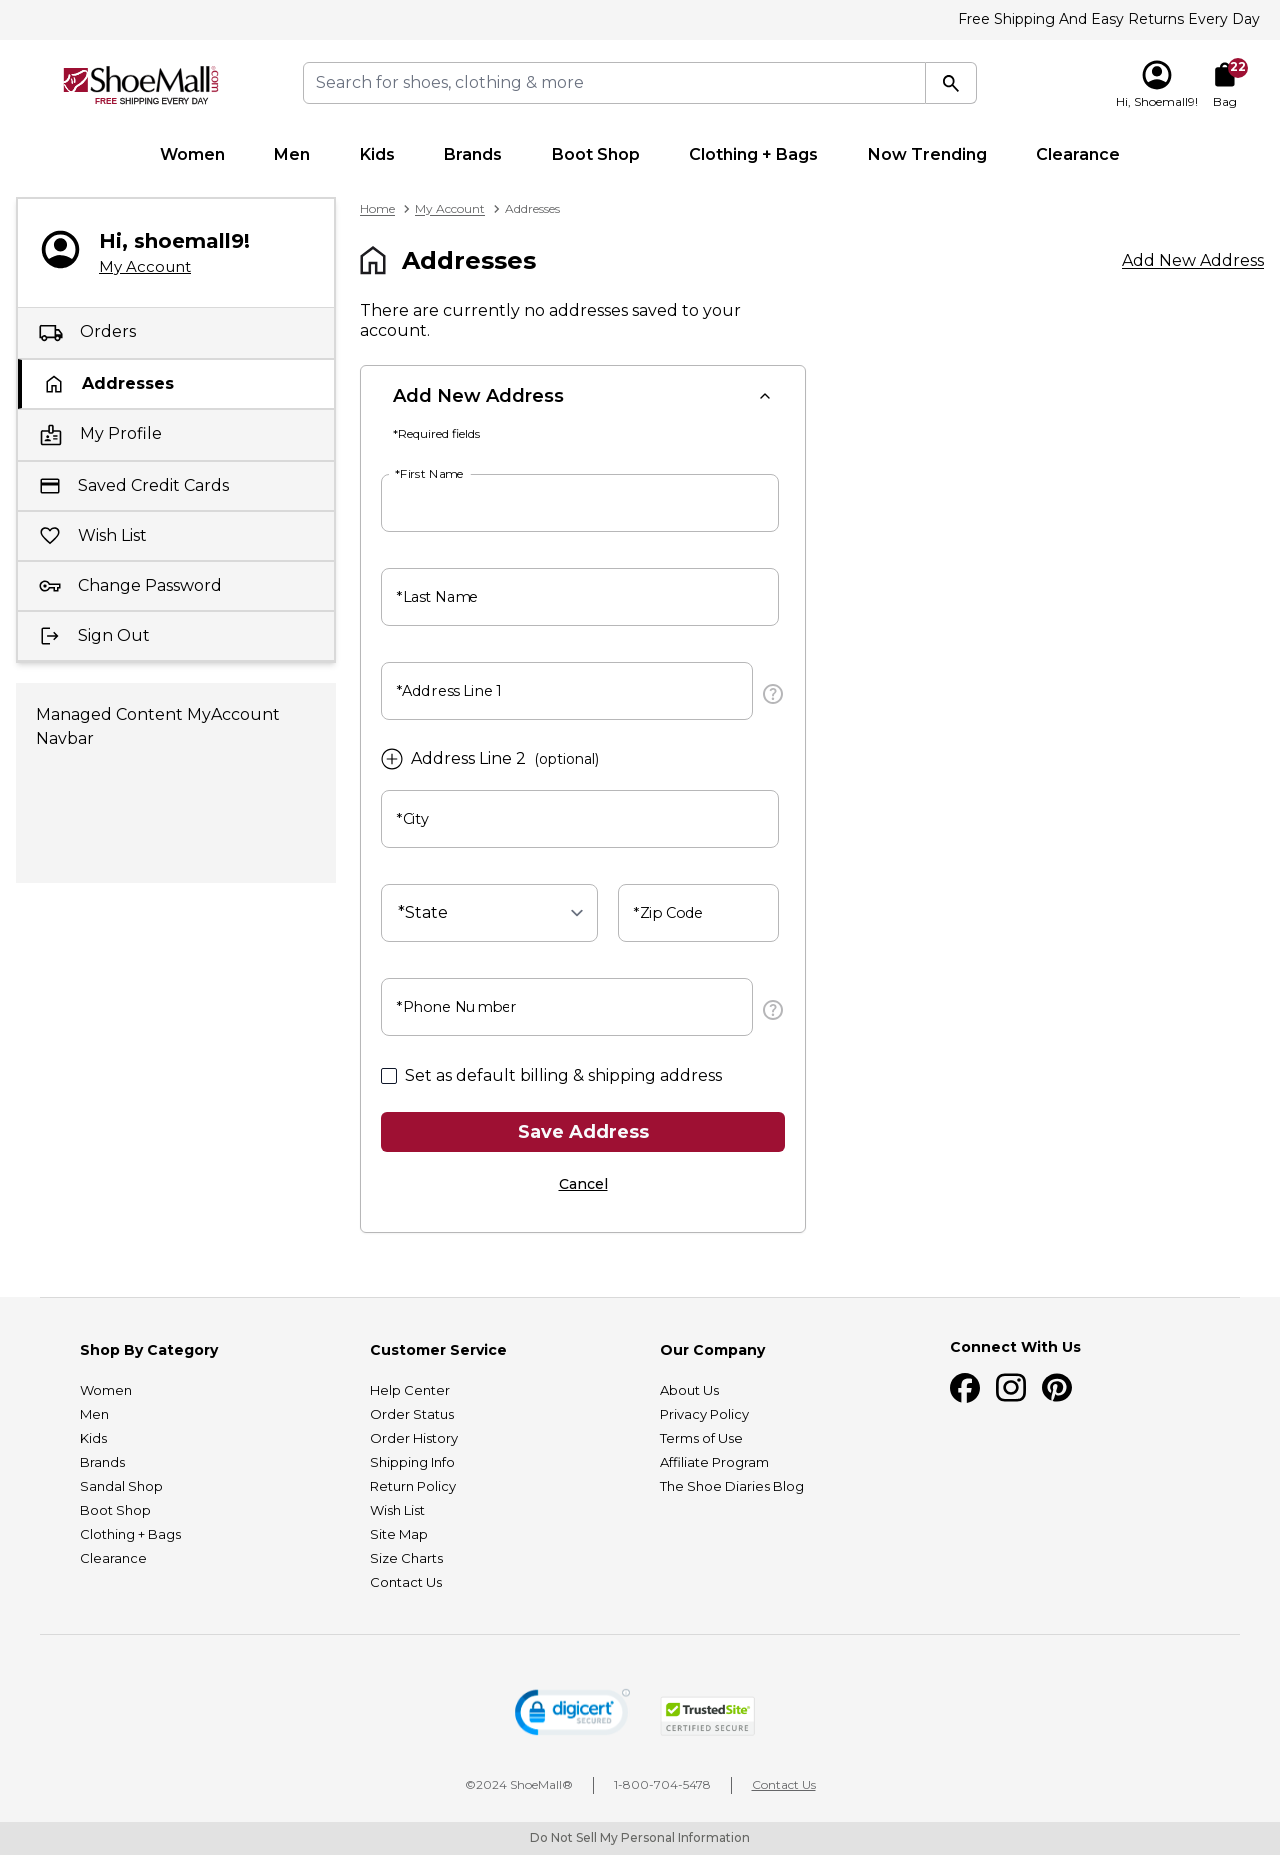 Free Shipping And Easy Returns Every Day
ShoeMall.com
FREE SHIPPING EVERY DAY
Search for shoes, clothing & more
Hi, Shoemall9!
22
Bag
Women Men Kids Brands Boot Shop Clothing + Bags Now Trending Clearance
Hi, shoemall9!
My Account
Orders
Addresses
My Profile
Saved Credit Cards
Wish List
Change Password
Sign Out
Managed Content MyAccount
Navbar
Home > My Account > Addresses
Addresses
Add New Address
There are currently no addresses saved to your
account.
Add New Address
*Required fields
*First Name
*Last Name
*Address Line 1
Address Line 2 (optional)
*City
*State
*Zip Code
*Phone Number
Set as default billing & shipping address
Save Address
Cancel
Shop By Category
Women
Men
Kids
Brands
Sandal Shop
Boot Shop
Clothing + Bags
Clearance
Customer Service
Help Center
Order Status
Order History
Shipping Info
Return Policy
Wish List
Site Map
Size Charts
Contact Us
Our Company
About Us
Privacy Policy
Terms of Use
Affiliate Program
The Shoe Diaries Blog
Connect With Us
digicert
SECURED
TrustedSite
CERTIFIED SECURE
©2024 ShoeMall®
1-800-704-5478
Contact Us
Do Not Sell My Personal Information